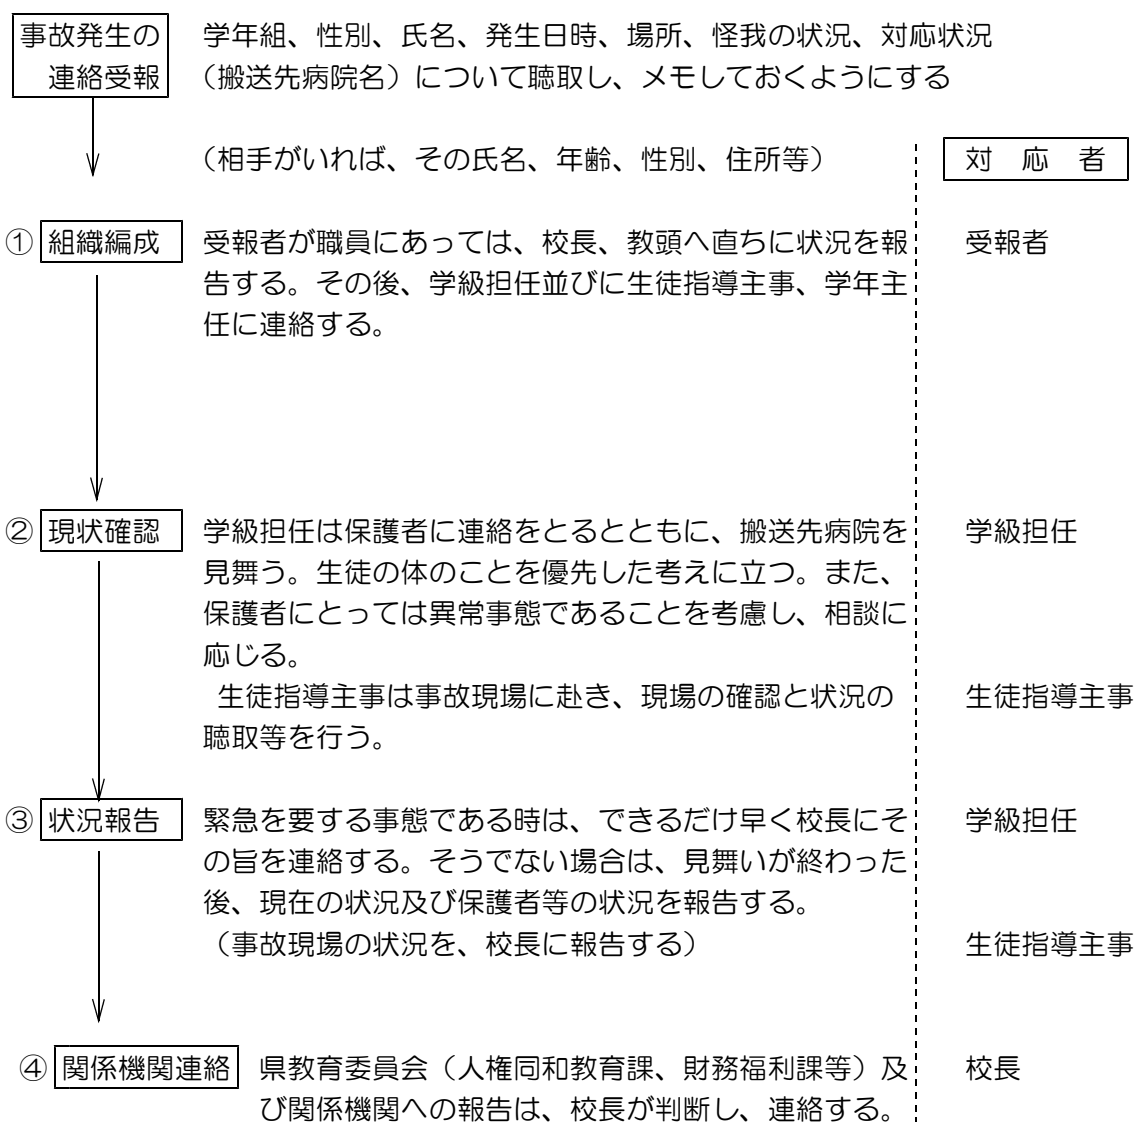 事故発生の 学年組、性別、氏名、発生日時、場所、怪我の状況、対応状況
連絡受報 （搬送先病院名）について聴取し、メモしておくようにする
（相手がいれば、その氏名、年齢、性別、住所等） 対　応　者
① 組織編成 受報者が職員にあっては、校長、教頭へ直ちに状況を報 受報者
告する。その後、学級担任並びに生徒指導主事、学年主
任に連絡する。
② 現状確認 学級担任は保護者に連絡をとるとともに、搬送先病院を 学級担任
見舞う。生徒の体のことを優先した考えに立つ。また、
保護者にとっては異常事態であることを考慮し、相談に
応じる。
生徒指導主事は事故現場に赴き、現場の確認と状況の 生徒指導主事
聴取等を行う。
③ 状況報告 緊急を要する事態である時は、できるだけ早く校長にそ 学級担任
の旨を連絡する。そうでない場合は、見舞いが終わった
後、現在の状況及び保護者等の状況を報告する。
（事故現場の状況を、校長に報告する） 生徒指導主事
④ 関係機関連絡 県教育委員会（人権同和教育課、財務福利課等）及 校長
び関係機関への報告は、校長が判断し、連絡する。